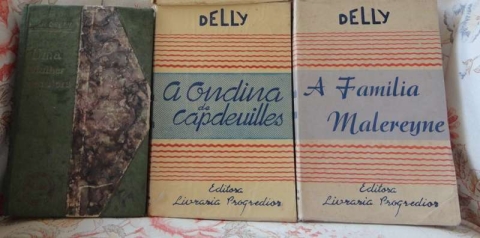 DELLY
A Ondina
de
Capdeuilles
Editora
Livraria Progredior
DELLY
A Familia
Malereyne
Editora
Livraria Progredior